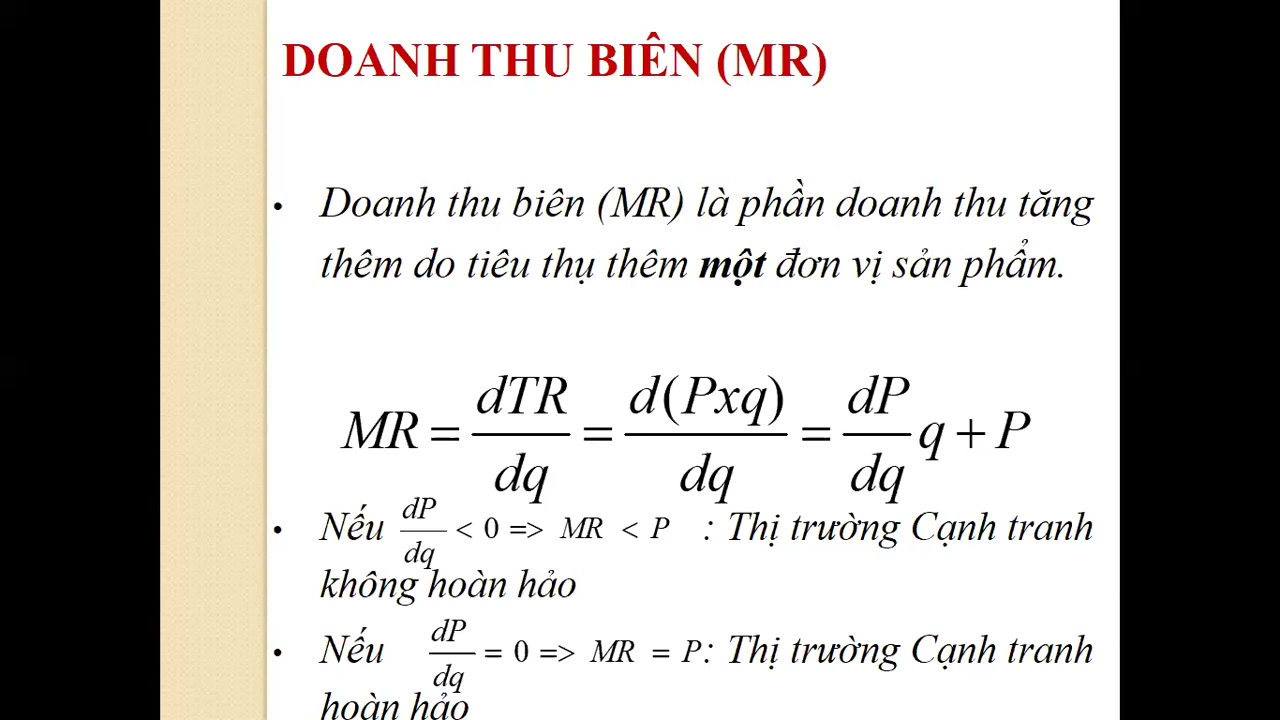 DOANH THU BIÊN (MR)
• Doanh thu biên (MR) là phần doanh thu tăng
thêm do tiêu thụ thêm một đơn vị sản phẩm.
MR = dTR/dq = d(Pxq)/dq = dP/dq q + P
• Nếu dP/dq < 0 => MR < P : Thị trường Cạnh tranh
không hoàn hảo
• Nếu dP/dq = 0 => MR = P: Thị trường Cạnh tranh
hoàn hảo